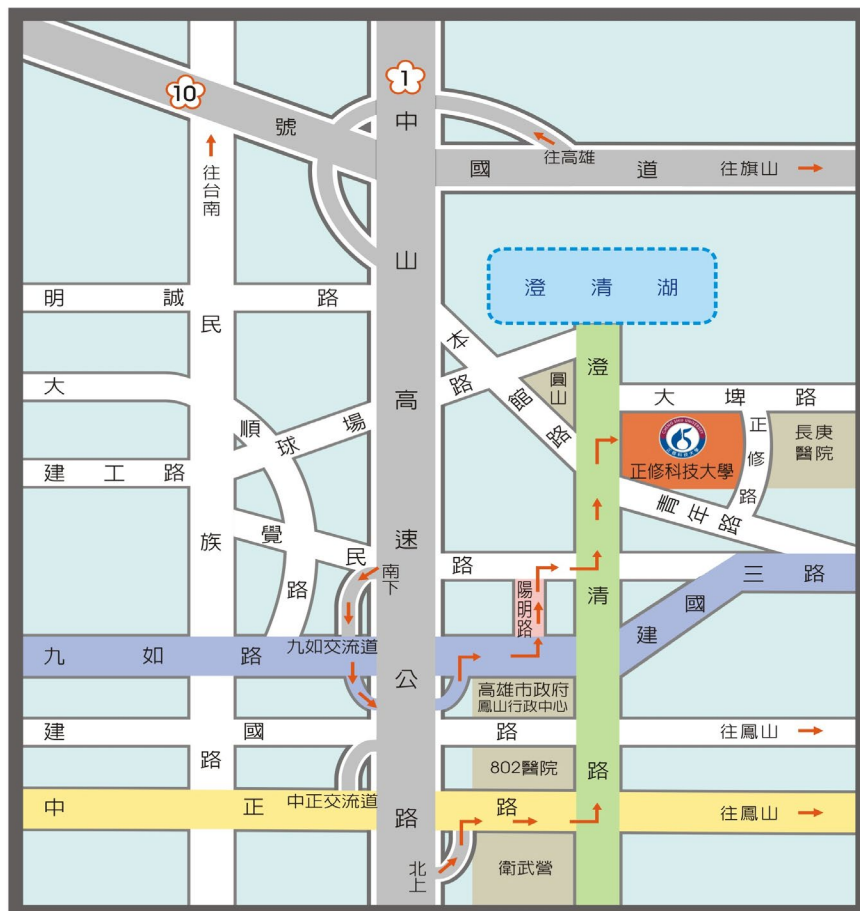 10
1
號
國道
往高雄
往旗山
往台南
中山高速公路
澄清湖
明誠路
民族路
本館路
大順路
球場路
圓山
澄清路
大埤路
正修路
長庚
醫院
正修科技大學
建工路
青年路
覺民路
南下
陽明路
建國三路
九如路
九如交流道
高雄市政府
鳳山行政中心
建國路
往鳳山
802醫院
中正路
中正交流道
往鳳山
北上
衛武營